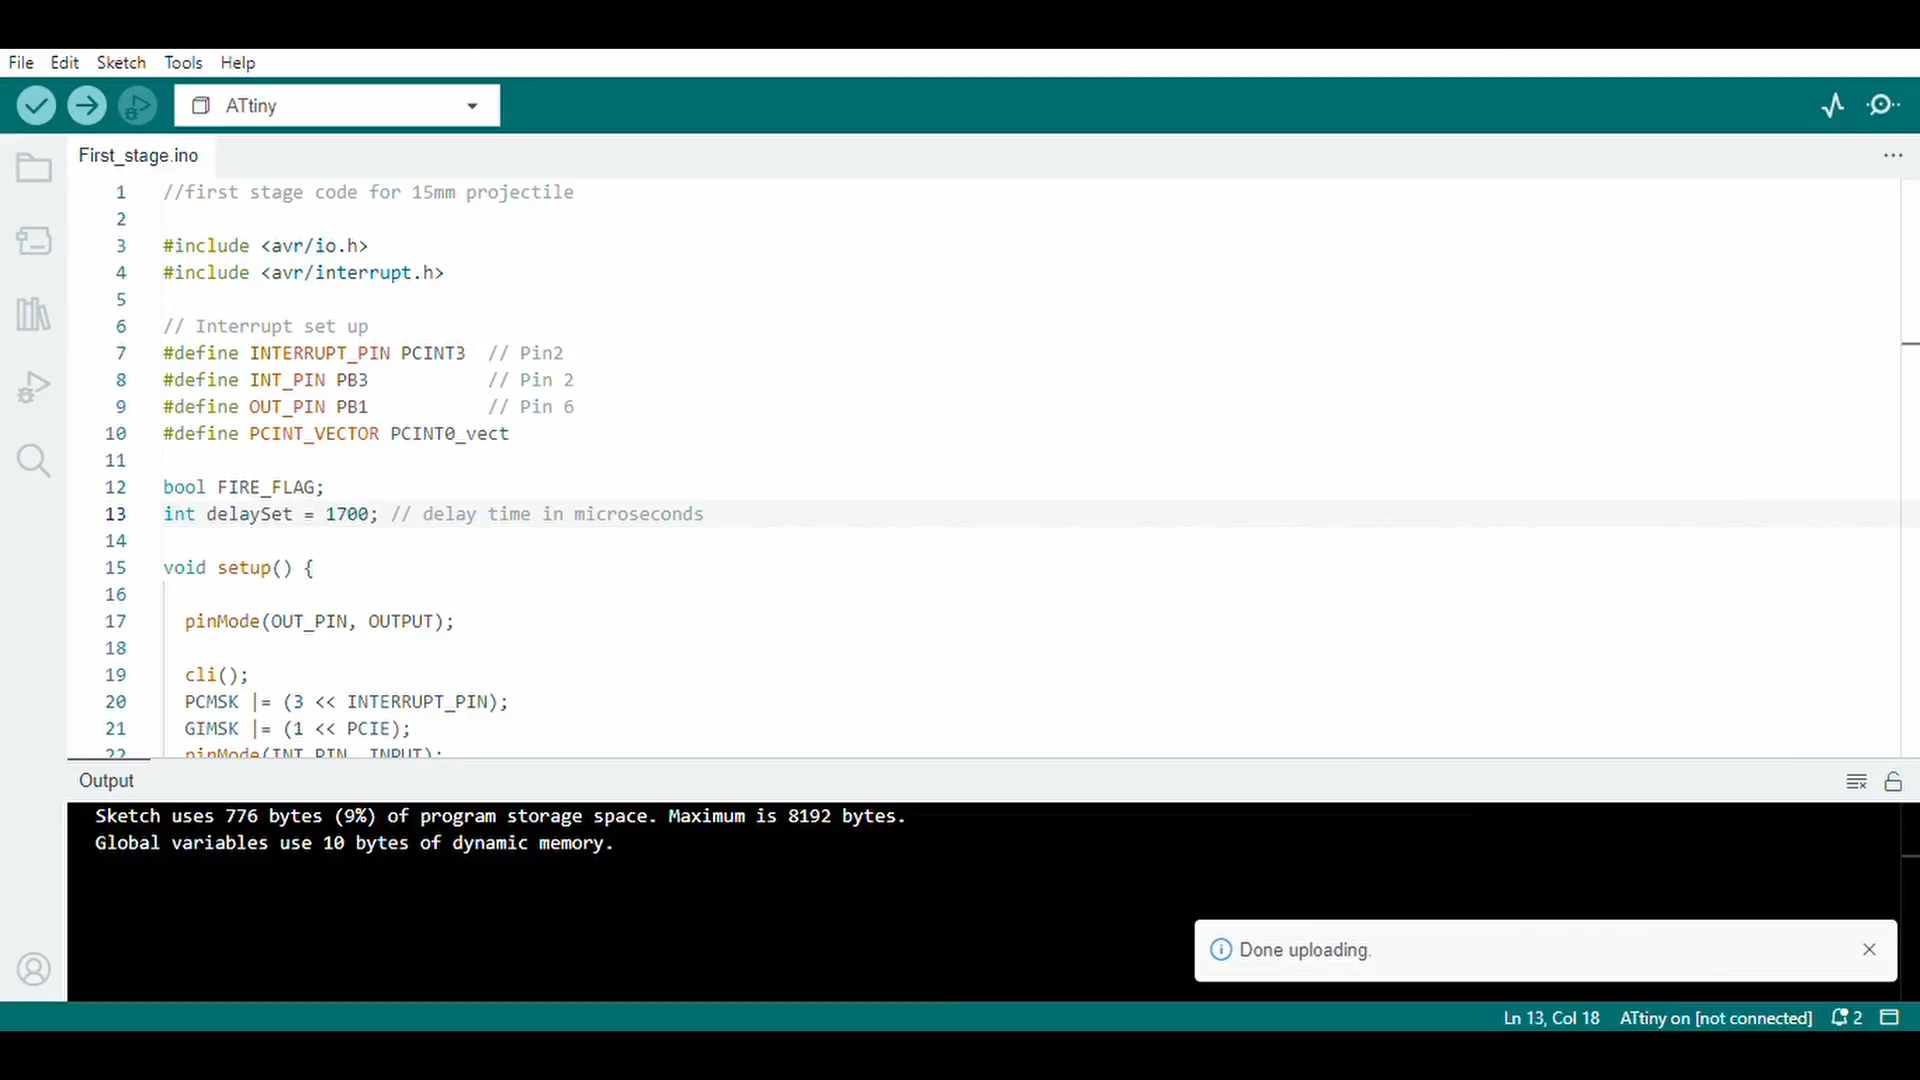 File Edit Sketch Tools Help
ATtiny
First_stage.ino
1 //first stage code for 15mm projectile
2
3 #include <avr/io.h>
4 #include <avr/interrupt.h>
5
6 // Interrupt set up
7 #define INTERRUPT_PIN PCINT3 // Pin2
8 #define INT_PIN PB3 // Pin 2
9 #define OUT_PIN PB1 // Pin 6
10 #define PCINT_VECTOR PCINT0_vect
11
12 bool FIRE_FLAG;
13 int delaySet = 1700; // delay time in microseconds
14
15 void setup() {
16
17 pinMode(OUT_PIN, OUTPUT);
18
19 cli();
20 PCMSK |= (3 << INTERRUPT_PIN);
21 GIMSK |= (1 << PCIE);
22 pinMode(INT_PIN, INPUT);
Output
Sketch uses 776 bytes (9%) of program storage space. Maximum is 8192 bytes.
Global variables use 10 bytes of dynamic memory.
Done uploading.
Ln 13, Col 18 ATtiny on [not connected] 2